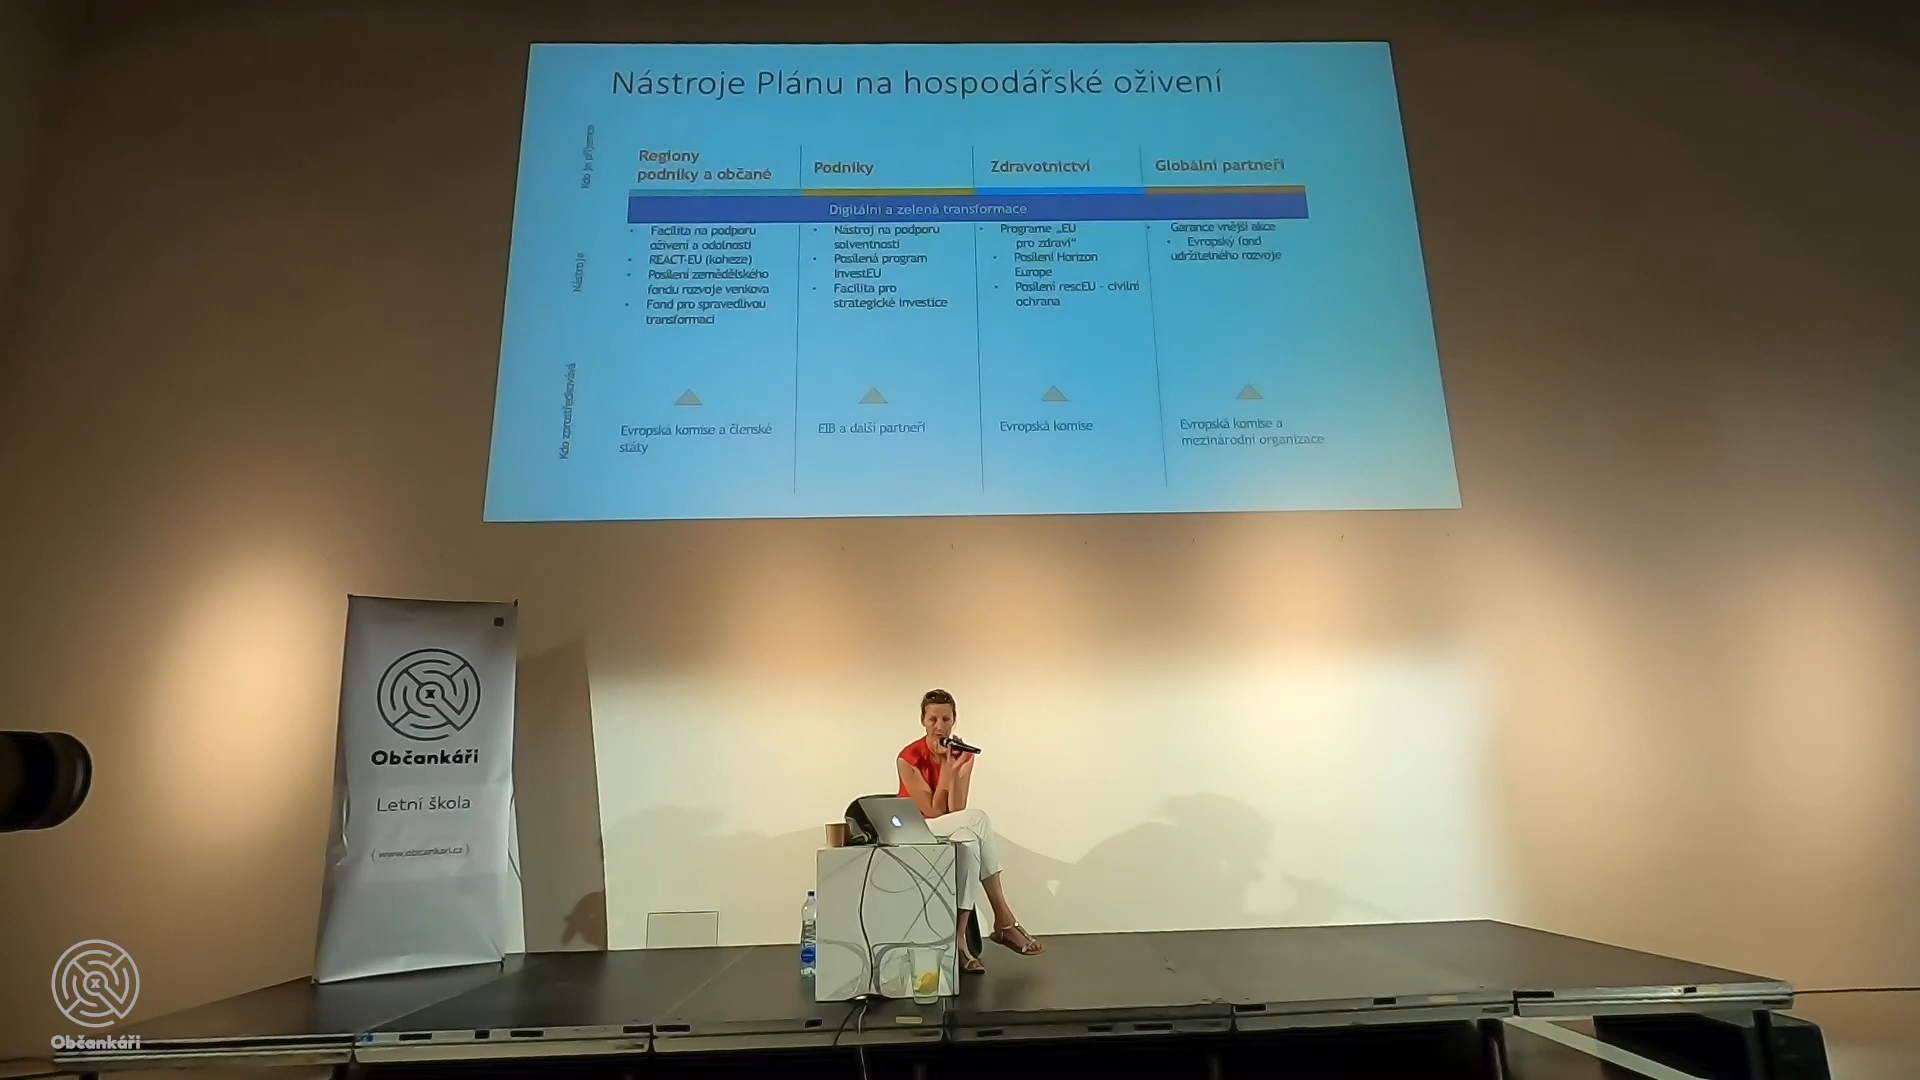 Nástroje Plánu na hospodářské oživení
Kdo je příjemce
Regiony
podniky a občané
Podniky
Zdravotnictví
Globální partneři
Digitální a zelená transformace
Nástroje
• Facilita na podporu
oživení a odolnosti
• REACT-EU (koheze)
• Posílení zemědělského
fondu rozvoje venkova
• Fond pro spravedlivou
transformaci
• Nástroj na podporu
solventnosti
• Posílená program
InvestEU
• Facilita pro
strategické investice
• Programe „EU
pro zdraví“
• Posílení Horizon
Europe
• Posílení rescEU - civilní
ochrana
• Garance vnější akce
• Evropský fond
udržitelného rozvoje
Kdo zprostředkovává
Evropská komise a členské
státy
EIB a další partneři
Evropská komise
Evropská komise a
mezinárodní organizace
Občankáři
Letní škola
(www.obcankari.cz)
Občankáři